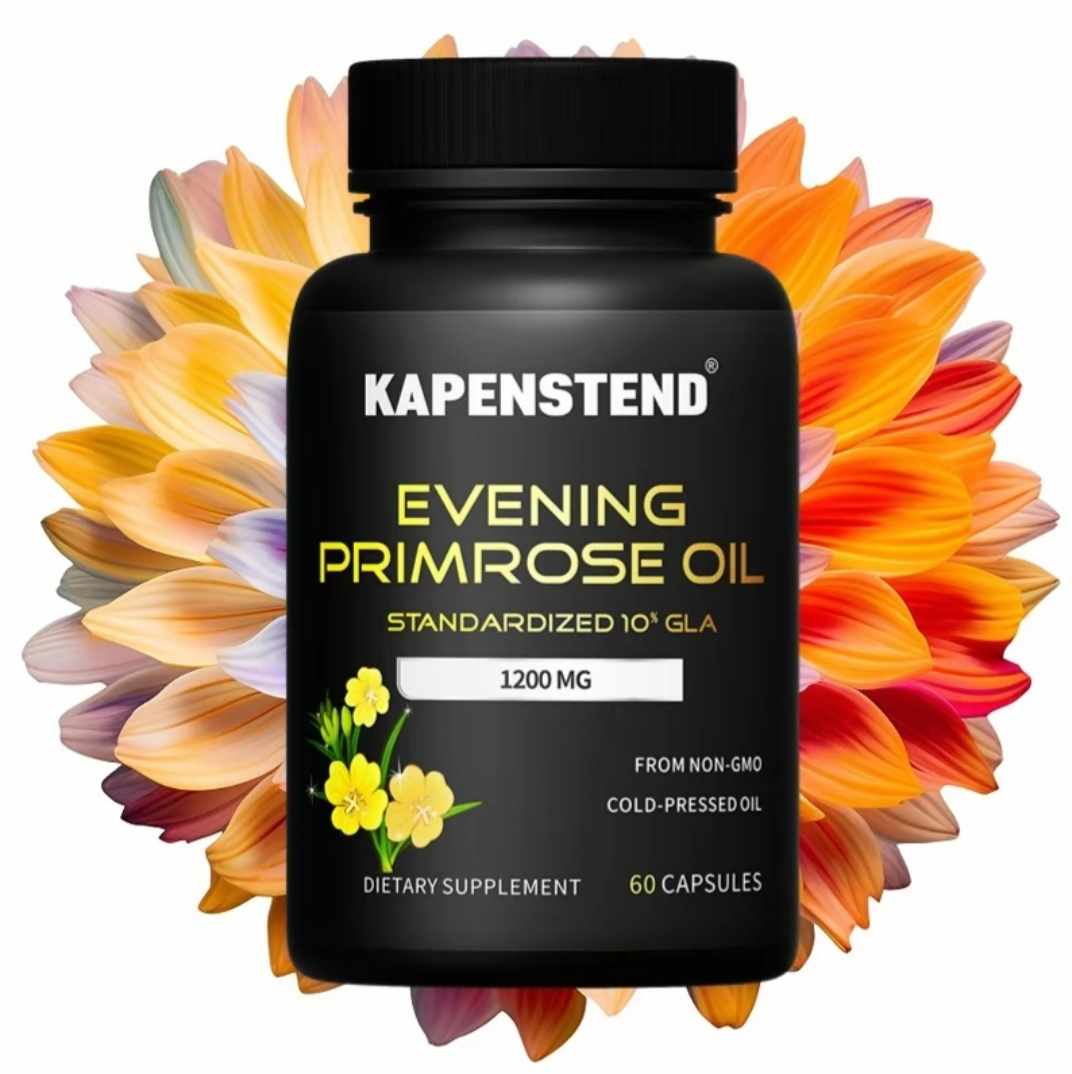 KAPENSTEND®
EVENING
PRIMROSE OIL
STANDARDIZED 10% GLA
1200 MG
FROM NON-GMO
COLD-PRESSED OIL
DIETARY SUPPLEMENT
60 CAPSULES